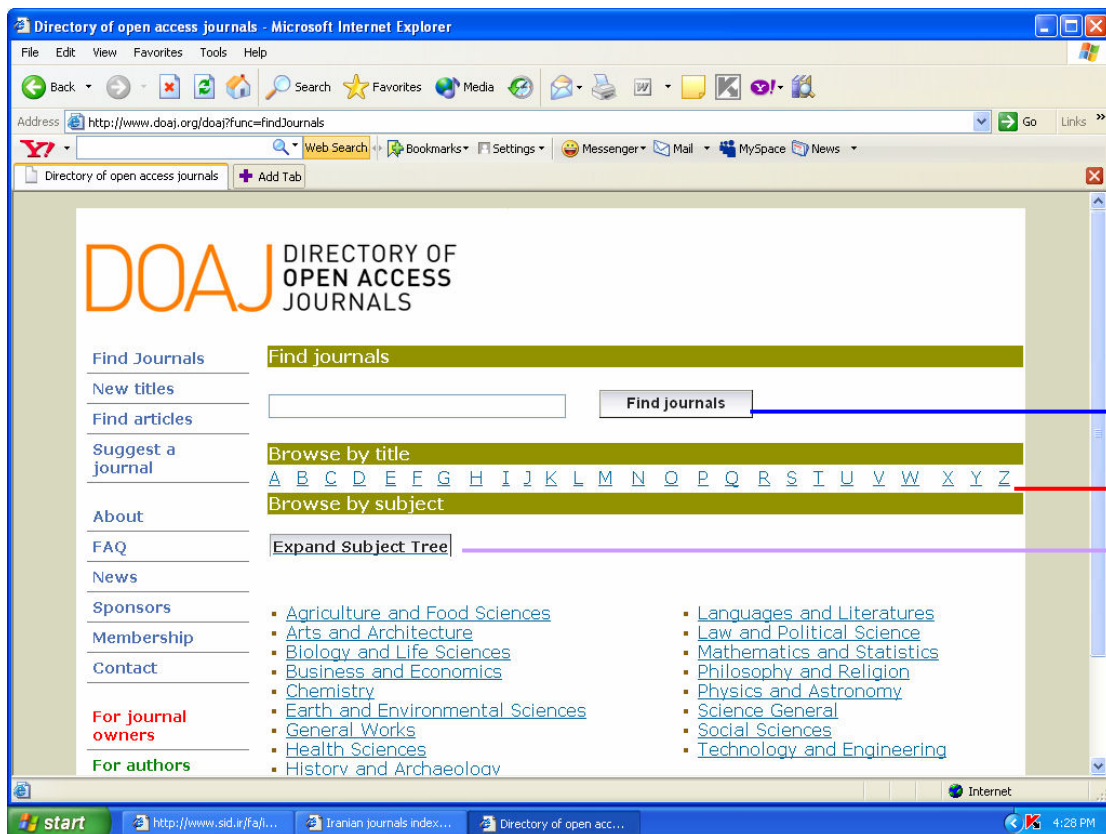 Directory of open access journals - Microsoft Internet Explorer
File Edit View Favorites Tools Help
Back Search Favorites Media
Address http://www.doaj.org/doaj?func=findJournals Go Links »
Y! Web Search Bookmarks Settings Messenger Mail MySpace News
Directory of open access journals Add Tab
DOAJ
DIRECTORY OF
OPEN ACCESS
JOURNALS
Find Journals
New titles
Find articles
Suggest a
journal
About
FAQ
News
Sponsors
Membership
Contact
For journal
owners
For authors
Find journals
Find journals
Browse by title
A B C D E F G H I J K L M N O P Q R S T U V W X Y Z
Browse by subject
Expand Subject Tree
Agriculture and Food Sciences
Arts and Architecture
Biology and Life Sciences
Business and Economics
Chemistry
Earth and Environmental Sciences
General Works
Health Sciences
History and Archaeology
Languages and Literatures
Law and Political Science
Mathematics and Statistics
Philosophy and Religion
Physics and Astronomy
Science General
Social Sciences
Technology and Engineering
Internet
start http://www.sid.ir/fa/i... Iranian journals index... Directory of open acc... 4:28 PM